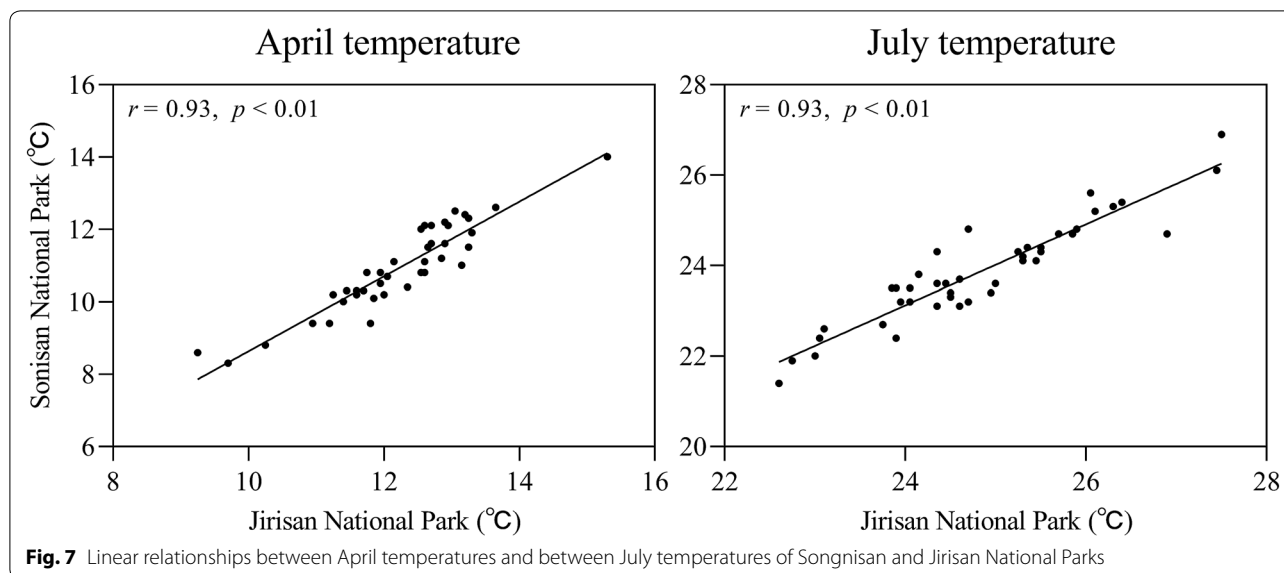 April temperature
July temperature
r = 0.93, p < 0.01
16
14
12
10
8
6
Sonisan National Park (℃)
8 10 12 14 16
Jirisan National Park (℃)
r = 0.93, p < 0.01
28
26
24
22
20
22 24 26 28
Jirisan National Park (℃)
Fig. 7 Linear relationships between April temperatures and between July temperatures of Songnisan and Jirisan National Parks